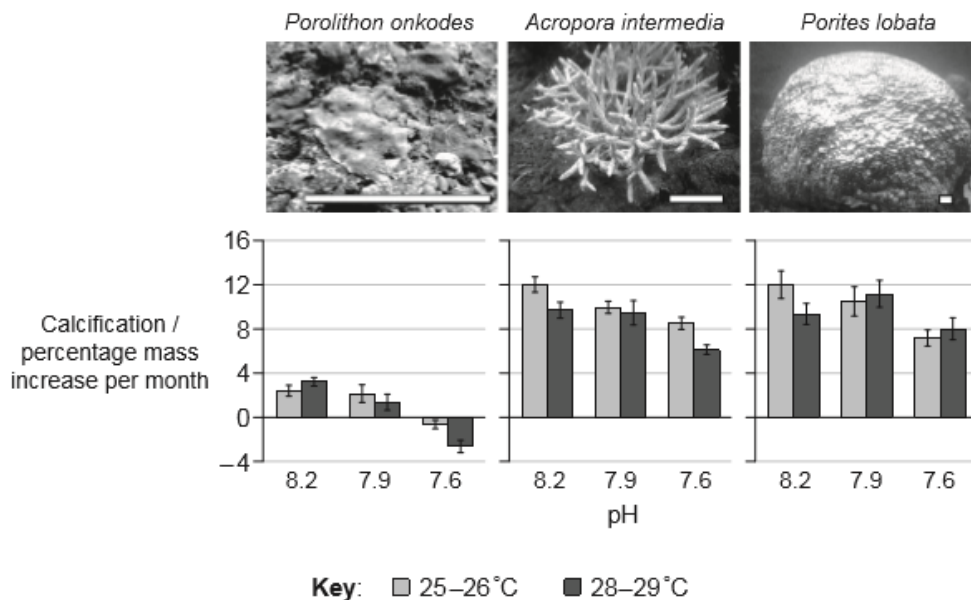 Porolithon onkodes
Acropora intermedia
Porites lobata
Calcification /
percentage mass
increase per month
16
12
8
4
0
−4
8.2 7.9 7.6
8.2 7.9 7.6
8.2 7.9 7.6
pH
Key: 25–26˚C 28–29˚C